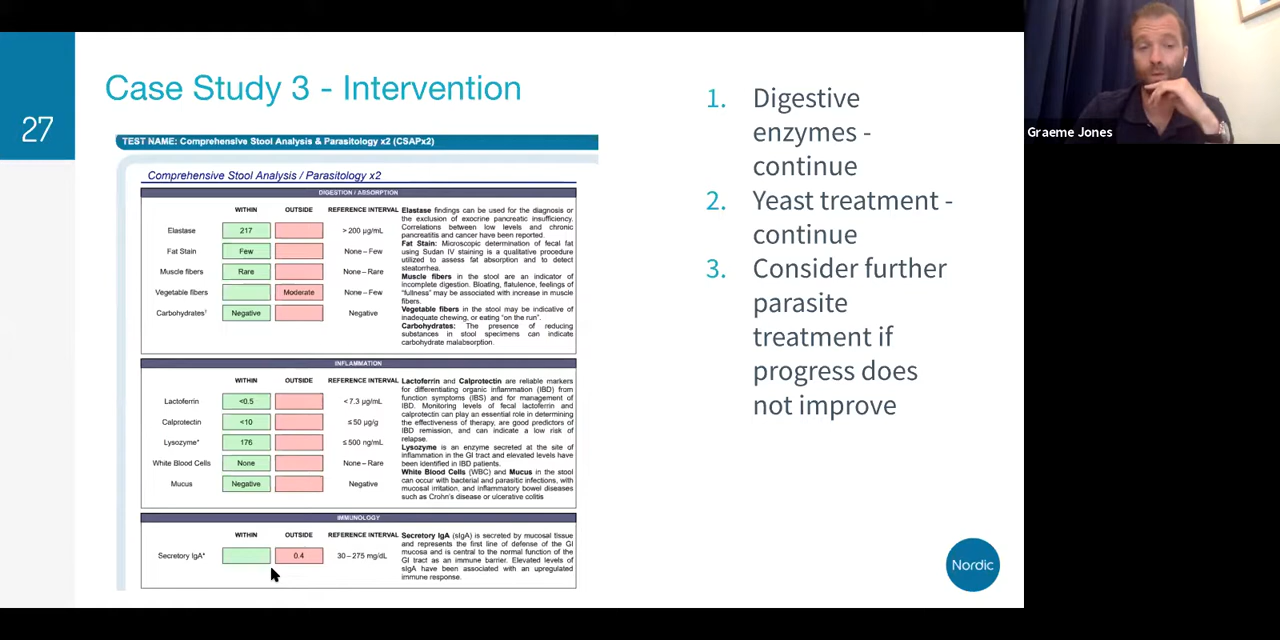 Case Study 3 - Intervention
27
TEST NAME: Comprehensive Stool Analysis & Parasitology x2 (CSAPx2)
Comprehensive Stool Analysis / Parasitology x2
DIGESTION / ABSORPTION
WITHIN OUTSIDE REFERENCE INTERVAL
Elastase 217 > 200 µg/mL
Fat Stain Few None – Few
Muscle fibers Rare None – Rare
Vegetable fibers Moderate None – Few
Carbohydrates¹ Negative Negative
Elastase findings can be used for the diagnosis or
the exclusion of exocrine pancreatic insufficiency.
Correlations between low levels and chronic
pancreatitis and cancer have been reported.
Fat Stain: Microscopic determination of fecal fat
using Sudan IV staining is a qualitative procedure
utilized to assess fat absorption and to detect
steatorrhea.
Muscle fibers in the stool are an indicator of
incomplete digestion. Bloating, flatulence, feelings of
"fullness" may be associated with increase in muscle
fibers.
Vegetable fibers in the stool may be indicative of
inadequate chewing, or eating "on the run".
Carbohydrates: The presence of reducing
substances in stool specimens can indicate
carbohydrate malabsorption.
INFLAMMATION
WITHIN OUTSIDE REFERENCE INTERVAL
Lactoferrin <0.5 < 7.3 µg/mL
Calprotectin <10 ≤ 50 µg/g
Lysozyme* 176 ≤ 500 ng/mL
White Blood Cells None None – Rare
Mucus Negative Negative
Lactoferrin and Calprotectin are reliable markers
for differentiating organic inflammation (IBD) from
function symptoms (IBS) and for management of
IBD. Monitoring levels of fecal lactoferrin and
calprotectin can play an essential role in determining
the effectiveness of therapy, are good predictors of
IBD remission, and can indicate a low risk of
relapse.
Lysozyme is an enzyme secreted at the site of
inflammation in the GI tract and elevated levels have
been identified in IBD patients.
White Blood Cells (WBC) and Mucus in the stool
can occur with bacterial and parasitic infections, with
mucosal irritation, and inflammatory bowel diseases
such as Crohn's disease or ulcerative colitis
IMMUNOLOGY
WITHIN OUTSIDE REFERENCE INTERVAL
Secretory IgA* 0.4 30 – 275 mg/dL
Secretory IgA (sIgA) is secreted by mucosal tissue
and represents the first line of defense of the GI
mucosa and is central to the normal function of the
GI tract as an immune barrier. Elevated levels of
sIgA have been associated with an upregulated
immune response.
1. Digestive
enzymes -
continue
2. Yeast treatment -
continue
3. Consider further
parasite
treatment if
progress does
not improve
Nordic
Graeme Jones